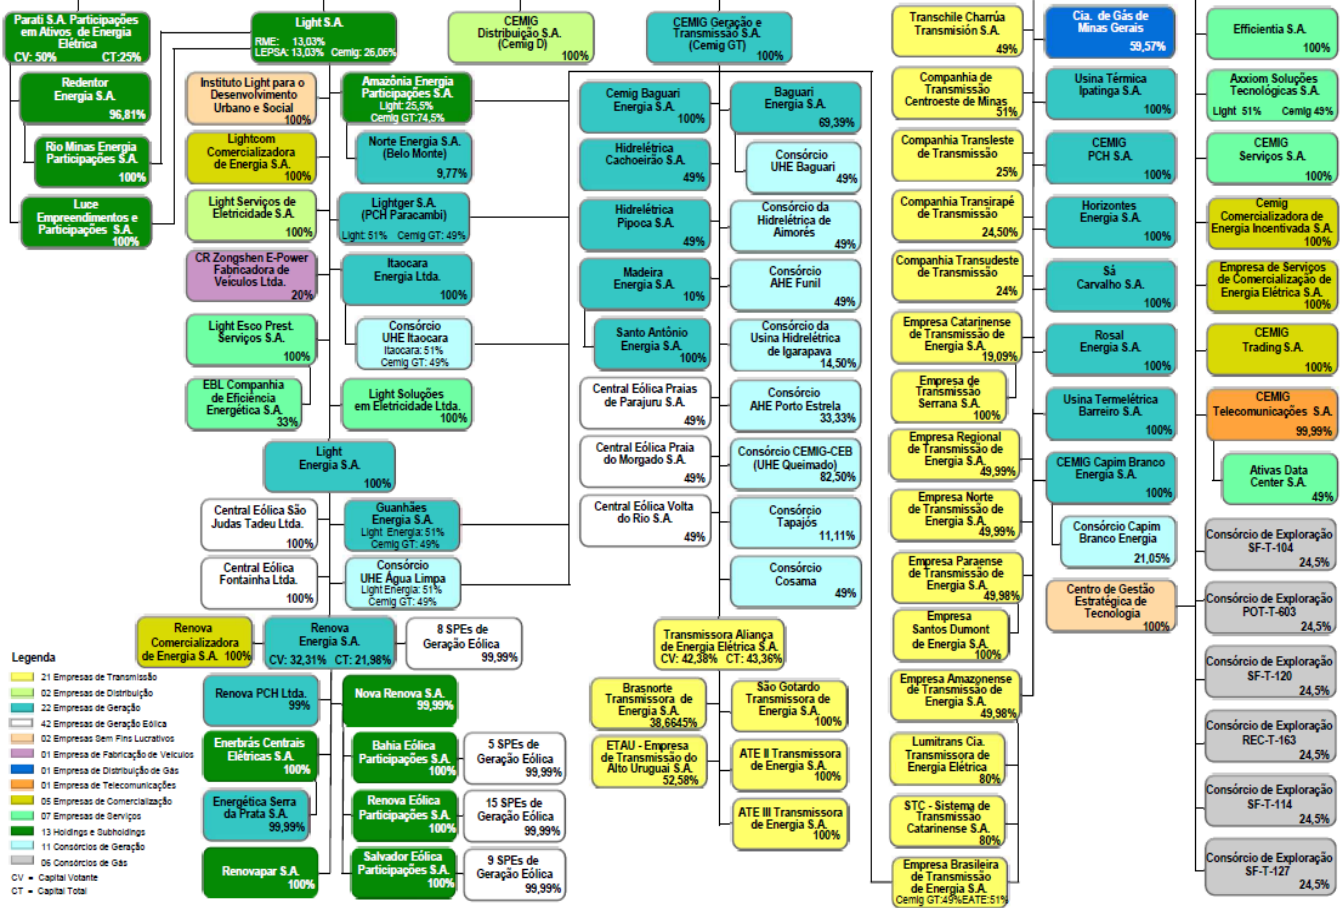 Parati S.A. Participações
em Ativos de Energia
Elétrica
CV: 50% CT:25%
Redentor
Energia S.A.
96,81%
Rio Minas Energia
Participações S.A.
100%
Luce
Empreendimentos e
Participações S.A.
100%
Light S.A.
RME: 13,03%
LEPSA: 13,03% Cemig: 26,06%
Instituto Light para o
Desenvolvimento
Urbano e Social
100%
Lightcom
Comercializadora
de Energia S.A.
100%
Light Serviços de
Eletricidade S.A.
100%
CR Zongshen E-Power
Fabricadora de
Veículos Ltda.
20%
Light Esco Prest.
Serviços S.A.
100%
EBL Companhia
de Eficiência
Energética S.A.
33%
Amazônia Energia
Participações S.A.
Light: 25,5%
Cemig GT:74,5%
Norte Energia S.A.
(Belo Monte)
9,77%
Lightger S.A.
(PCH Paracambi)
Light: 51% Cemig GT: 49%
Itaocara
Energia Ltda.
100%
Consórcio
UHE Itaocara
Itaocara: 51%
Cemig GT: 49%
Light Soluções
em Eletricidade Ltda.
100%
Light
Energia S.A.
100%
Central Eólica São
Judas Tadeu Ltda.
100%
Central Eólica
Fontainha Ltda.
100%
Guanhães
Energia S.A.
Light Energia: 51%
Cemig GT: 49%
Consórcio
UHE Água Limpa
Light Energia: 51%
Cemig GT: 49%
Renova
Comercializadora
de Energia S.A. 100%
Renova
Energia S.A.
CV: 32,31% CT: 21,98%
8 SPEs de
Geração Eólica
99,99%
Renova PCH Ltda.
99%
Enerbrás Centrais
Elétricas S.A.
100%
Energética Serra
da Prata S.A.
99,99%
Renovapar S.A.
100%
Nova Renova S.A.
99,99%
Bahia Eólica
Participações S.A.
100%
5 SPEs de
Geração Eólica
99,99%
Renova Eólica
Participações S.A.
100%
15 SPEs de
Geração Eólica
99,99%
Salvador Eólica
Participações S.A.
100%
9 SPEs de
Geração Eólica
99,99%
CEMIG
Distribuição S.A.
(Cemig D)
100%
CEMIG Geração e
Transmissão S.A.
(Cemig GT)
100%
Cemig Baguari
Energia S.A.
100%
Hidrelétrica
Cachoeirão S.A.
49%
Hidrelétrica
Pipoca S.A.
49%
Madeira
Energia S.A.
10%
Santo Antônio
Energia S.A.
100%
Central Eólica Praias
de Parajuru S.A.
49%
Central Eólica Praia
do Morgado S.A.
49%
Central Eólica Volta
do Rio S.A.
49%
Baguari
Energia S.A.
69,39%
Consórcio
UHE Baguari
49%
Consórcio da
Hidrelétrica de
Aimorés
49%
Consórcio
AHE Funil
49%
Consórcio da
Usina Hidrelétrica
de Igarapava
14,50%
Consórcio
AHE Porto Estrela
33,33%
Consórcio CEMIG-CEB
(UHE Queimado)
82,50%
Consórcio
Tapajós
11,11%
Consórcio
Cosama
49%
Transmissora Aliança
de Energia Elétrica S.A.
CV: 42,38% CT: 43,36%
Brasnorte
Transmissora de
Energia S.A.
38,6645%
ETAU - Empresa
de Transmissão do
Alto Uruguai S.A.
52,58%
São Gotardo
Transmissora de
Energia S.A.
100%
ATE II Transmissora
de Energia S.A.
100%
ATE III Transmissora
de Energia S.A.
100%
Transchile Charrúa
Transmisión S.A.
49%
Companhia de
Transmissão
Centroeste de Minas
51%
Companhia Transleste
de Transmissão
25%
Companhia Transirapé
de Transmissão
24,50%
Companhia Transudeste
de Transmissão
24%
Empresa Catarinense
de Transmissão de
Energia S.A.
19,09%
Empresa de
Transmissão
Serrana S.A.
100%
Empresa Regional
de Transmissão de
Energia S.A.
49,99%
Empresa Norte
de Transmissão de
Energia S.A.
49,99%
Empresa Paraense
de Transmissão de
Energia S.A.
49,98%
Empresa
Santos Dumont
de Energia S.A.
100%
Empresa Amazonense
de Transmissão de
Energia S.A.
49,98%
Lumitrans Cia.
Transmissora de
Energia Elétrica
80%
STC - Sistema de
Transmissão
Catarinense S.A.
80%
Empresa Brasileira
de Transmissão
de Energia S.A.
Cemig GT:49%EATE:51%
Cia. de Gás de
Minas Gerais
59,57%
Usina Térmica
Ipatinga S.A.
100%
CEMIG
PCH S.A.
100%
Horizontes
Energia S.A.
100%
Sá
Carvalho S.A.
100%
Rosal
Energia S.A.
100%
Usina Termelétrica
Barreiro S.A.
100%
CEMIG Capim Branco
Energia S.A.
100%
Consórcio Capim
Branco Energia
21,05%
Centro de Gestão
Estratégica de
Tecnologia
100%
Efficientia S.A.
100%
Axxiom Soluções
Tecnológicas S.A.
Light 51% Cemig 49%
CEMIG
Serviços S.A.
100%
Cemig
Comercializadora de
Energia Incentivada S.A.
100%
Empresa de Serviços
de Comercialização de
Energia Elétrica S.A.
100%
CEMIG
Trading S.A.
100%
CEMIG
Telecomunicações S.A.
99,99%
Ativas Data
Center S.A.
49%
Consórcio de Exploração
SF-T-104
24,5%
Consórcio de Exploração
POT-T-603
24,5%
Consórcio de Exploração
SF-T-120
24,5%
Consórcio de Exploração
REC-T-163
24,5%
Consórcio de Exploração
SF-T-114
24,5%
Consórcio de Exploração
SF-T-127
24,5%
Legenda
21 Empresas de Transmissão
02 Empresas de Distribuição
22 Empresas de Geração
42 Empresas de Geração Eólica
02 Empresas Sem Fins Lucrativos
01 Empresa de Fabricação de Veículos
01 Empresa de Distribuição de Gás
01 Empresa de Telecomunicações
05 Empresas de Comercialização
07 Empresas de Serviços
13 Holdings e Subholdings
11 Consórcios de Geração
06 Consórcios de Gás
CV = Capital Votante
CT = Capital Total